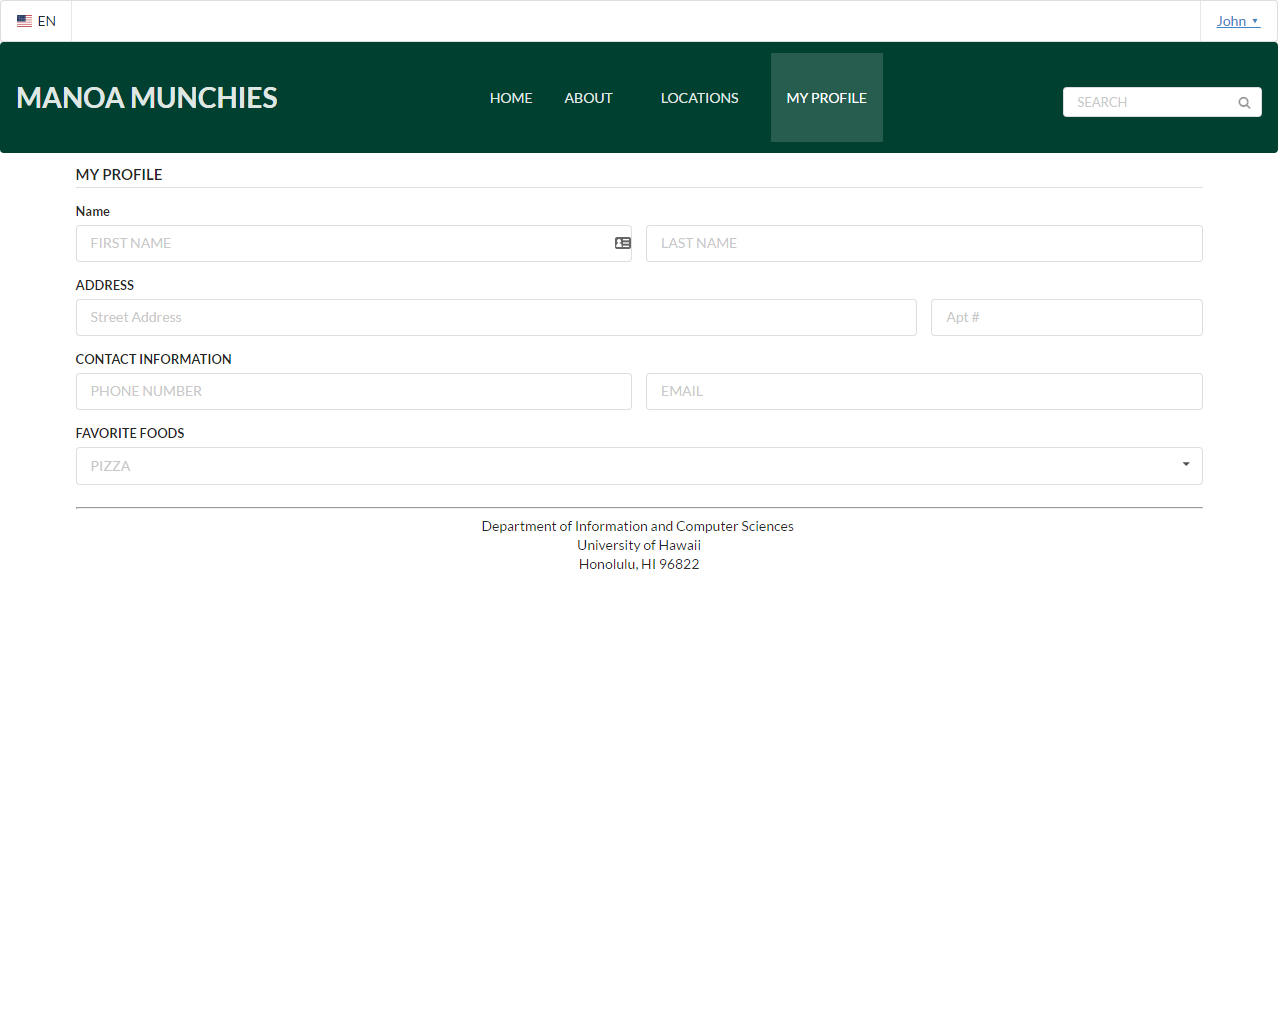 EN
John ▾
MANOA MUNCHIES
HOME ABOUT LOCATIONS MY PROFILE SEARCH
MY PROFILE
Name
FIRST NAME LAST NAME
ADDRESS
Street Address Apt #
CONTACT INFORMATION
PHONE NUMBER EMAIL
FAVORITE FOODS
PIZZA
Department of Information and Computer Sciences
University of Hawaii
Honolulu, HI 96822